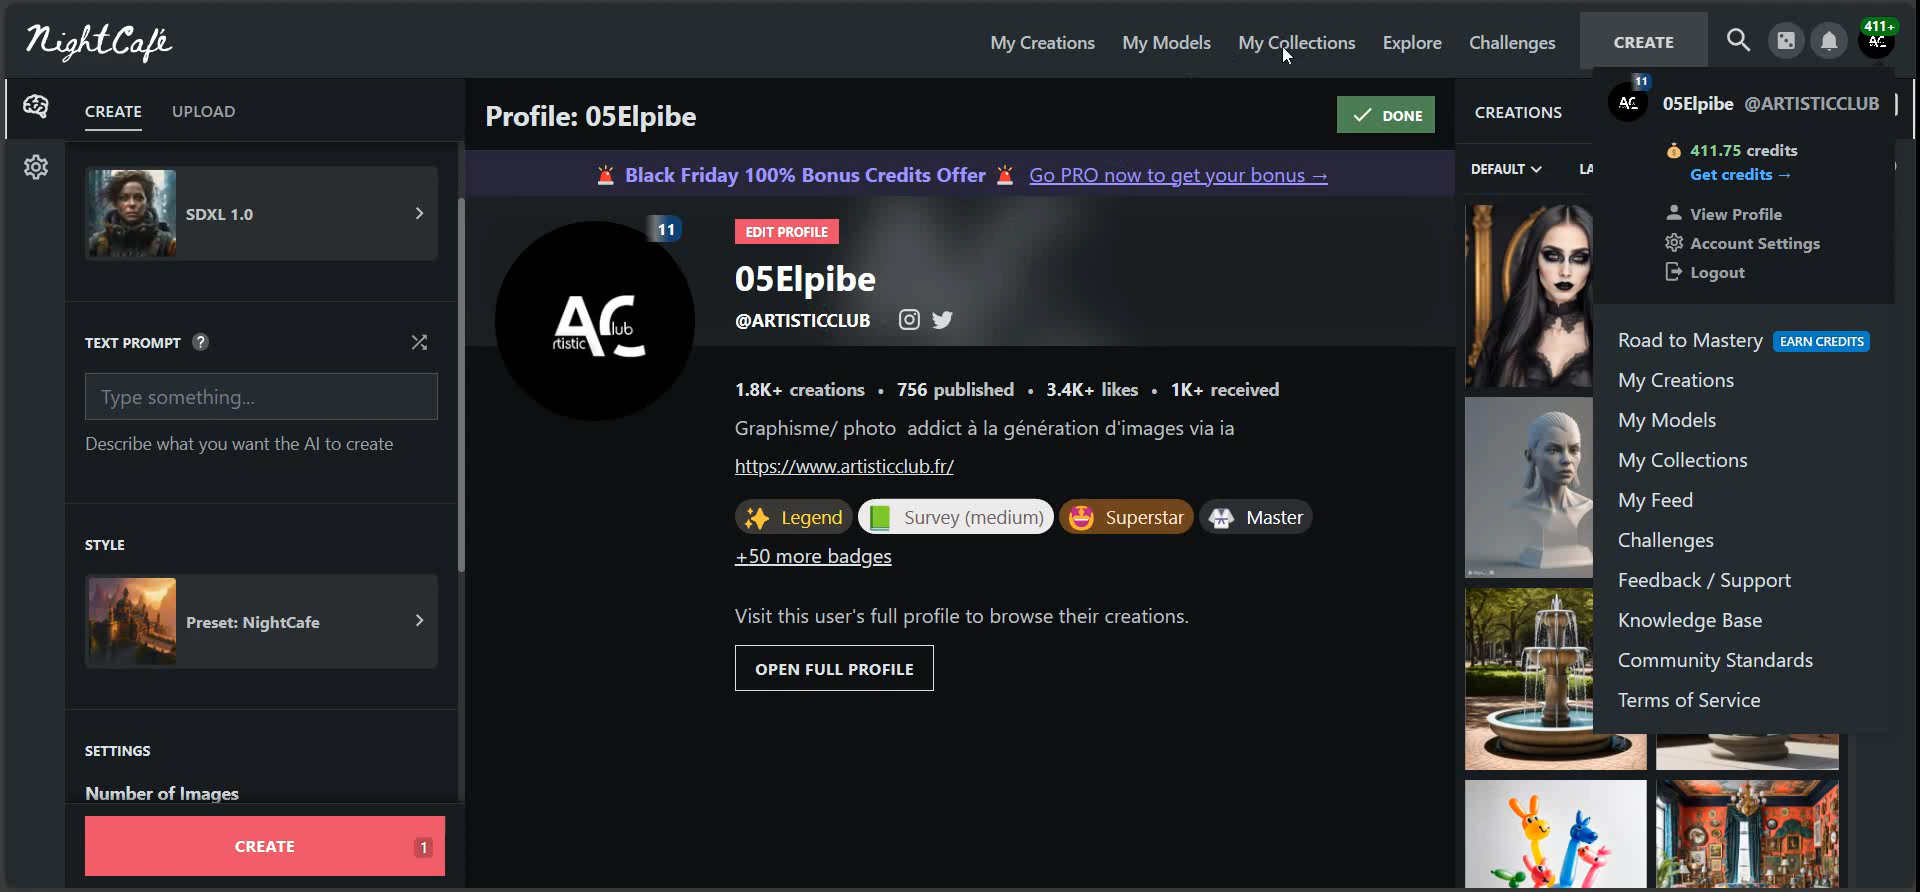 NightCafé
My Creations
My Models
My Collections
Explore
Challenges
CREATE
411+
AC
CREATE
UPLOAD
SDXL 1.0
TEXT PROMPT ?
Type something...
Describe what you want the AI to create
STYLE
Preset: NightCafe
SETTINGS
Number of Images
CREATE 1
Profile: 05Elpibe
DONE
Black Friday 100% Bonus Credits Offer Go PRO now to get your bonus →
11
AC
lub
rtistic
EDIT PROFILE
05Elpibe
@ARTISTICCLUB
1.8K+ creations • 756 published • 3.4K+ likes • 1K+ received
Graphisme/ photo addict à la génération d'images via ia
https://www.artisticclub.fr/
Legend
Survey (medium)
Superstar
Master
+50 more badges
Visit this user's full profile to browse their creations.
OPEN FULL PROFILE
CREATIONS
DEFAULT
LA
11
AC
05Elpibe @ARTISTICCLUB
411.75 credits
Get credits →
View Profile
Account Settings
Logout
Road to Mastery EARN CREDITS
My Creations
My Models
My Collections
My Feed
Challenges
Feedback / Support
Knowledge Base
Community Standards
Terms of Service